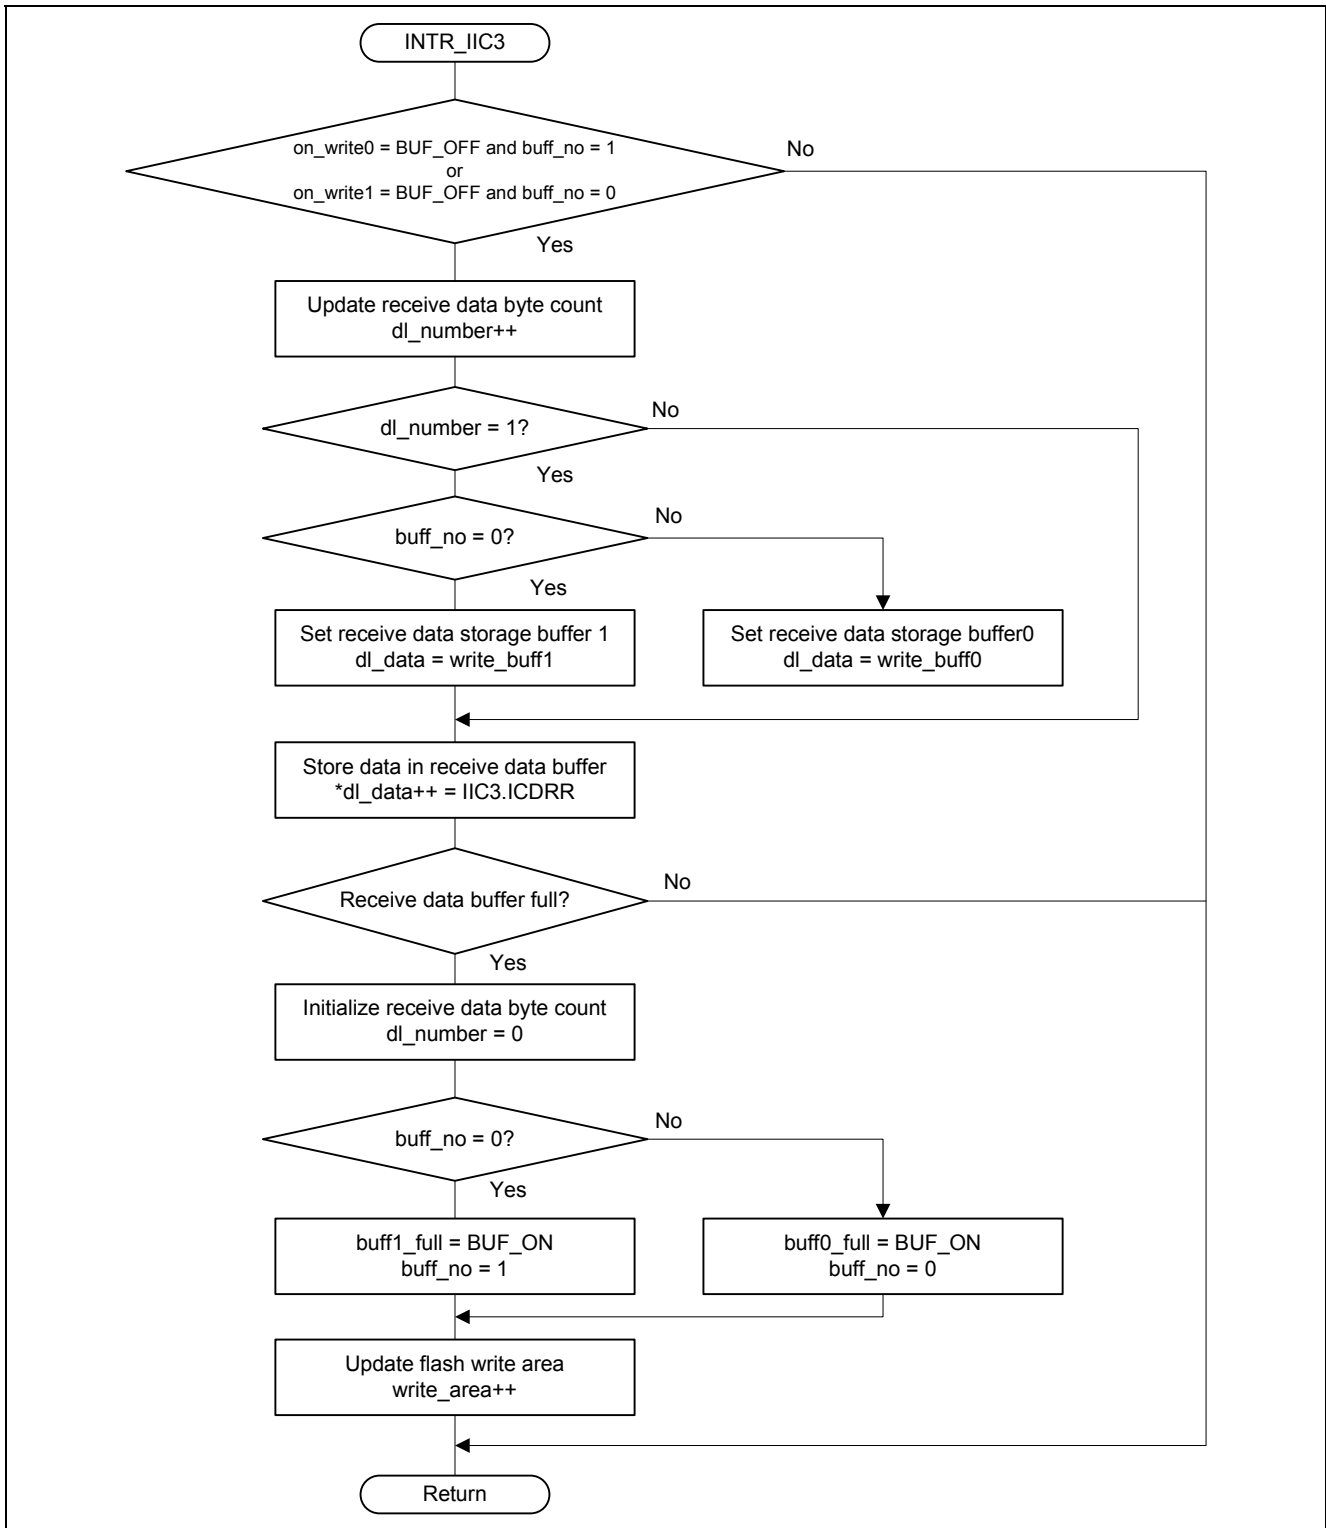 INTR_IIC3
on_write0 = BUF_OFF and buff_no = 1
or
on_write1 = BUF_OFF and buff_no = 0
No
Yes
Update receive data byte count
dl_number++
dl_number = 1?
No
Yes
buff_no = 0?
No
Yes
Set receive data storage buffer 1
dl_data = write_buff1
Set receive data storage buffer0
dl_data = write_buff0
Store data in receive data buffer
*dl_data++ = IIC3.ICDRR
Receive data buffer full?
No
Yes
Initialize receive data byte count
dl_number = 0
buff_no = 0?
No
Yes
buff1_full = BUF_ON
buff_no = 1
buff0_full = BUF_ON
buff_no = 0
Update flash write area
write_area++
Return